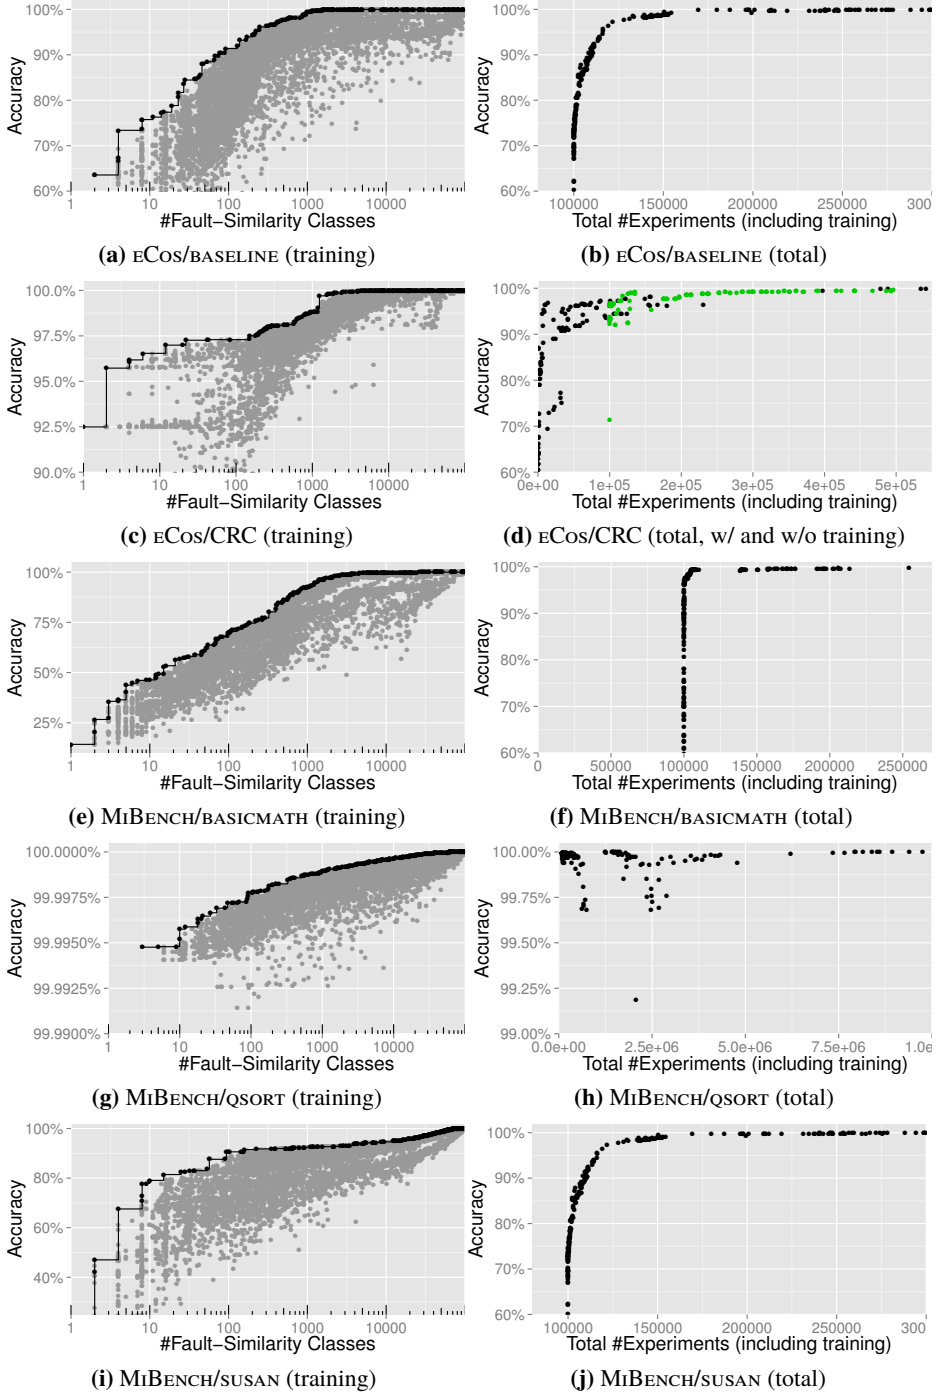 100%
90%
80%
70%
60%
Accuracy
1
10
100
1000
10000
#Fault−Similarity Classes
(a) ECOS/BASELINE (training)
100%
90%
80%
70%
60%
Accuracy
100000
150000
200000
250000
300
Total #Experiments (including training)
(b) ECOS/BASELINE (total)
100.0%
97.5%
95.0%
92.5%
90.0%
Accuracy
1
10
100
1000
10000
#Fault−Similarity Classes
(c) ECOS/CRC (training)
100%
90%
80%
70%
60%
Accuracy
0e+00
1e+05
2e+05
3e+05
4e+05
5e+05
Total #Experiments (including training)
(d) ECOS/CRC (total, w/ and w/o training)
100%
75%
50%
25%
Accuracy
1
10
100
1000
10000
#Fault−Similarity Classes
(e) MIBENCH/BASICMATH (training)
100%
90%
80%
70%
60%
Accuracy
0
50000
100000
150000
200000
250000
Total #Experiments (including training)
(f) MIBENCH/BASICMATH (total)
100.0000%
99.9975%
99.9950%
99.9925%
99.9900%
Accuracy
1
10
100
1000
10000
#Fault−Similarity Classes
(g) MIBENCH/QSORT (training)
100.00%
99.75%
99.50%
99.25%
99.00%
Accuracy
0.0e+00
2.5e+06
5.0e+06
7.5e+06
1.0e
Total #Experiments (including training)
(h) MIBENCH/QSORT (total)
100%
80%
60%
40%
Accuracy
1
10
100
1000
10000
#Fault−Similarity Classes
(i) MIBENCH/SUSAN (training)
100%
90%
80%
70%
60%
Accuracy
100000
150000
200000
250000
300
Total #Experiments (including training)
(j) MIBENCH/SUSAN (total)